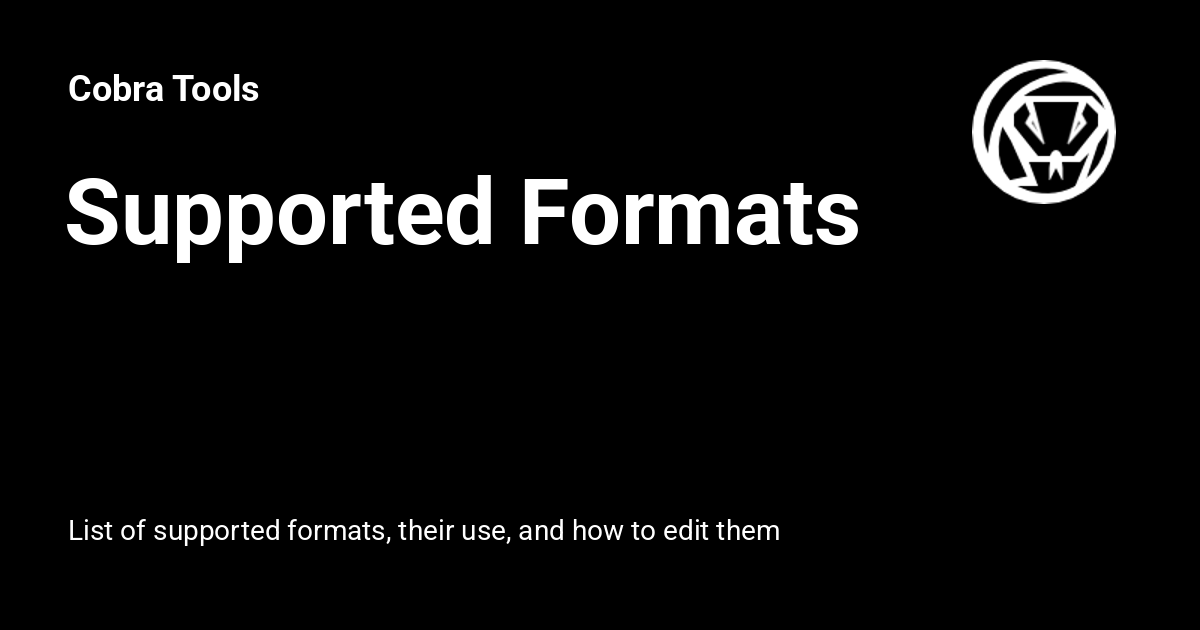 Cobra Tools
Supported Formats
List of supported formats, their use, and how to edit them